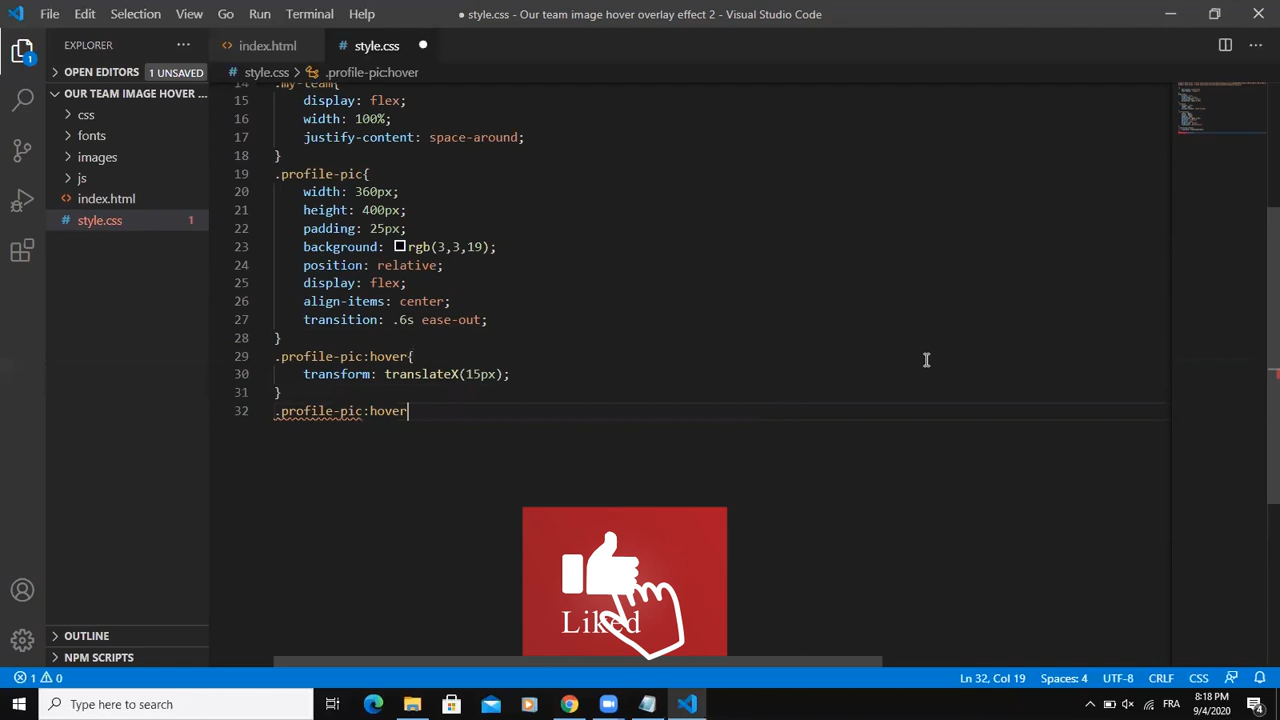 File Edit Selection View Go Run Terminal Help
● style.css - Our team image hover overlay effect 2 - Visual Studio Code
EXPLORER ···
index.html
# style.css ●
OPEN EDITORS 1 UNSAVED
# style.css > .profile-pic:hover
OUR TEAM IMAGE HOVER ...
css
fonts
images
js
index.html
# style.css 1
.my-team{
15 display: flex;
16 width: 100%;
17 justify-content: space-around;
18 }
19 .profile-pic{
20 width: 360px;
21 height: 400px;
22 padding: 25px;
23 background: rgb(3,3,19);
24 position: relative;
25 display: flex;
26 align-items: center;
27 transition: .6s ease-out;
28 }
29 .profile-pic:hover{
30 transform: translateX(15px);
31 }
32 .profile-pic:hover
Liked
OUTLINE
NPM SCRIPTS
1 0
Ln 32, Col 19 Spaces: 4 UTF-8 CRLF CSS
Type here to search
FRA
8:18 PM
9/4/2020
4